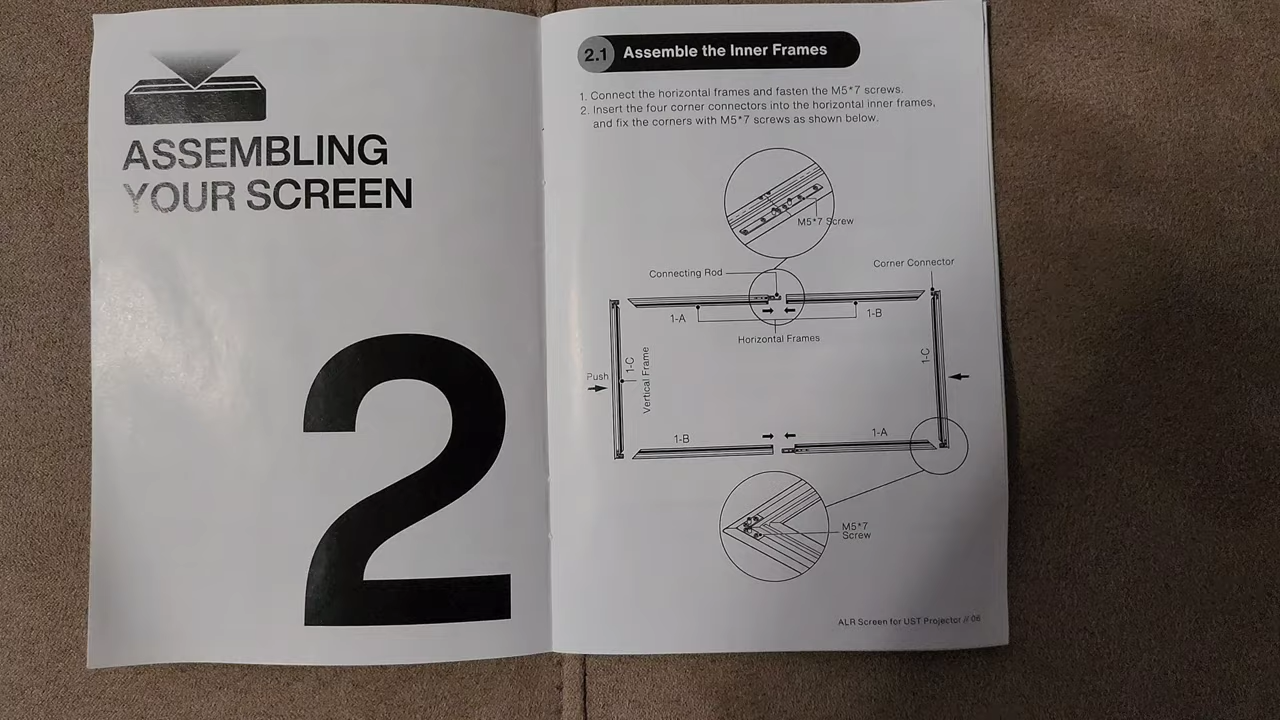 ASSEMBLING
YOUR SCREEN
2
2.1 Assemble the Inner Frames
1. Connect the horizontal frames and fasten the M5*7 screws.
2. Insert the four corner connectors into the horizontal inner frames,
and fix the corners with M5*7 screws as shown below.
M5*7 Screw
Connecting Rod
Corner Connector
1-A
1-B
Horizontal Frames
Push
1-C
Vertical Frame
1-C
1-B
1-A
M5*7
Screw
ALR Screen for UST Projector // 06